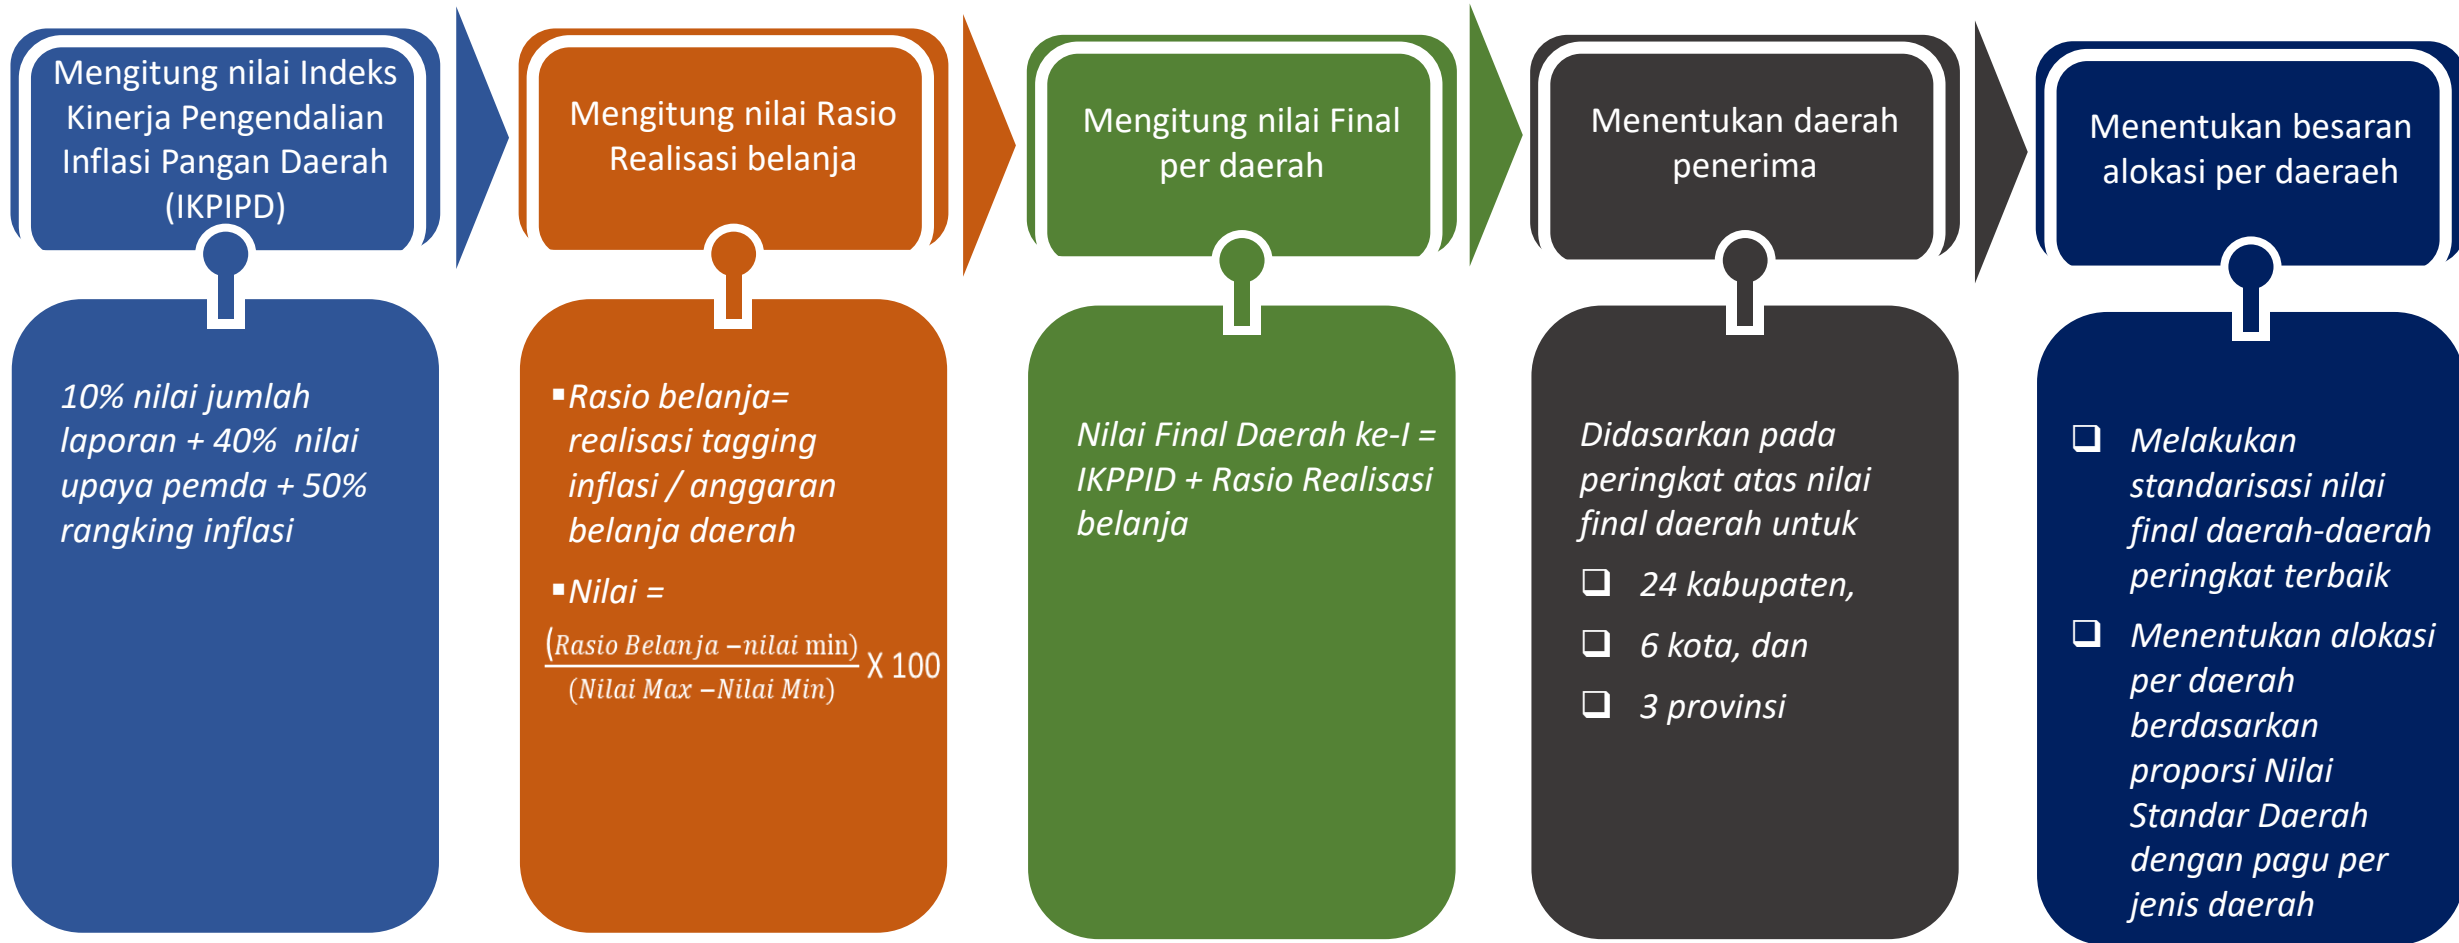 Mengitung nilai Indeks
Kinerja Pengendalian
Inflasi Pangan Daerah
(IKPIPD)
10% nilai jumlah
laporan + 40% nilai
upaya pemda + 50%
rangking inflasi
Mengitung nilai Rasio
Realisasi belanja
▪Rasio belanja=
realisasi tagging
inflasi / anggaran
belanja daerah
▪Nilai =
(Rasio Belanja −nilai min)
(Nilai Max −Nilai Min)
X 100
Mengitung nilai Final
per daerah
Nilai Final Daerah ke-I =
IKPPID + Rasio Realisasi
belanja
Menentukan daerah
penerima
Didasarkan pada
peringkat atas nilai
final daerah untuk
❑ 24 kabupaten,
❑ 6 kota, dan
❑ 3 provinsi
Menentukan besaran
alokasi per daeraeh
❑ Melakukan
standarisasi nilai
final daerah-daerah
peringkat terbaik
❑ Menentukan alokasi
per daerah
berdasarkan
proporsi Nilai
Standar Daerah
dengan pagu per
jenis daerah